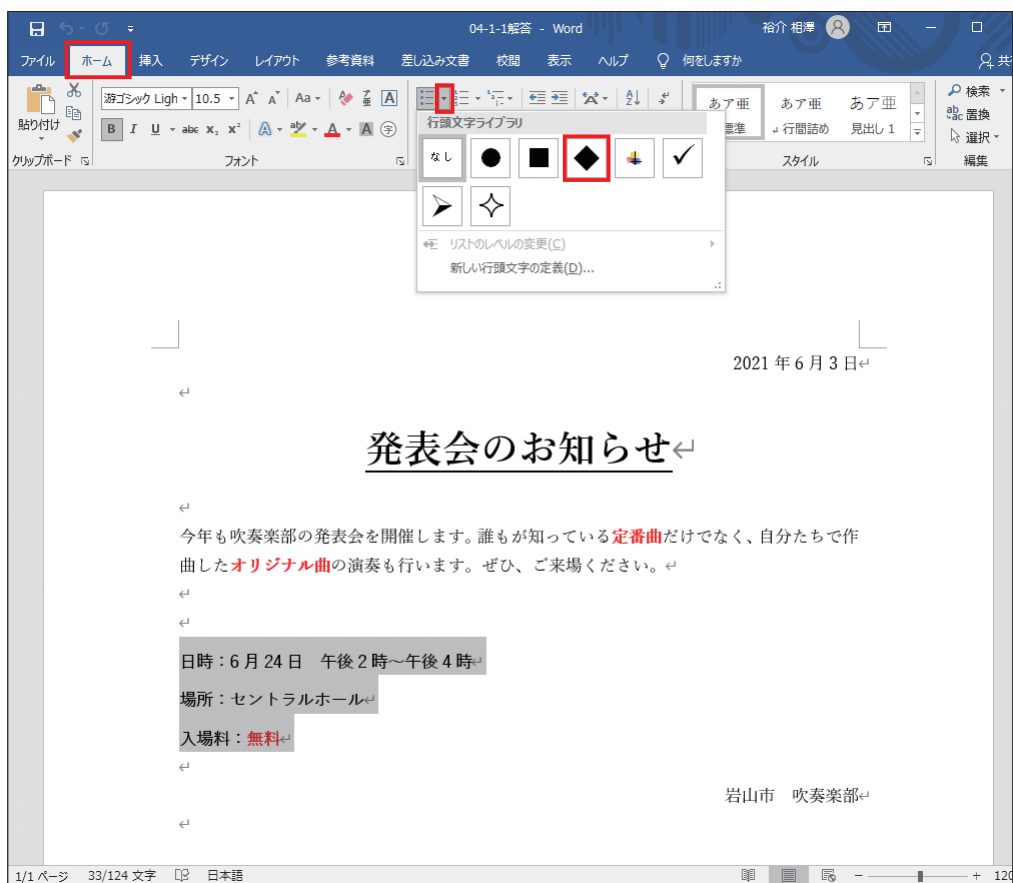 04-1-1解答 - Word
裕介 相澤
ファイル ホーム 挿入 デザイン レイアウト 参考資料 差し込み文書 校閲 表示 ヘルプ 何をしますか
貼り付け
クリップボード
游ゴシック Ligh 10.5 A A Aa
B I U abc x₂ x² A A A 字
フォント
あア亜 あア亜 あア亜
標準 行間詰め 見出し 1
スタイル
検索
置換
選択
編集
行頭文字ライブラリ
なし
リストのレベルの変更(C)
新しい行頭文字の定義(D)...
2021 年 6 月 3 日
発表会のお知らせ
今年も吹奏楽部の発表会を開催します。誰もが知っている定番曲だけでなく、自分たちで作
曲したオリジナル曲の演奏も行います。ぜひ、ご来場ください。
日時：6 月 24 日　午後 2 時～午後 4 時
場所：セントラルホール
入場料：無料
岩山市　吹奏楽部
1/1 ページ 33/124 文字 日本語